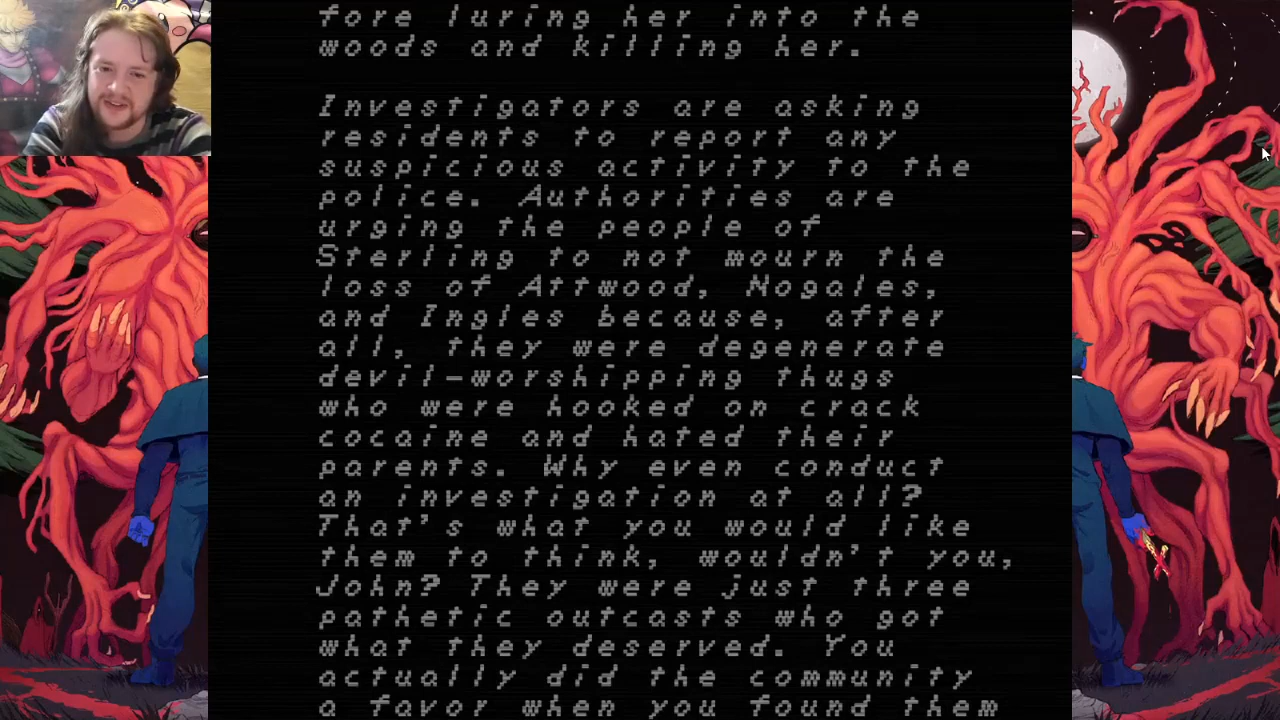 fore luring her into the
woods and killing her.
Investigators are asking
residents to report any
suspicious activity to the
police. Authorities are
urging the people of
Sterling to not mourn the
loss of Attwood, Nogales,
and Ingles because, after
all, they were degenerate
devil-worshipping thugs
who were hooked on crack
cocaine and hated their
parents. Why even conduct
an investigation at all?
That's what you would like
them to think, wouldn't you,
John? They were just three
pathetic outcasts who got
what they deserved. You
actually did the community
a favor when you found them